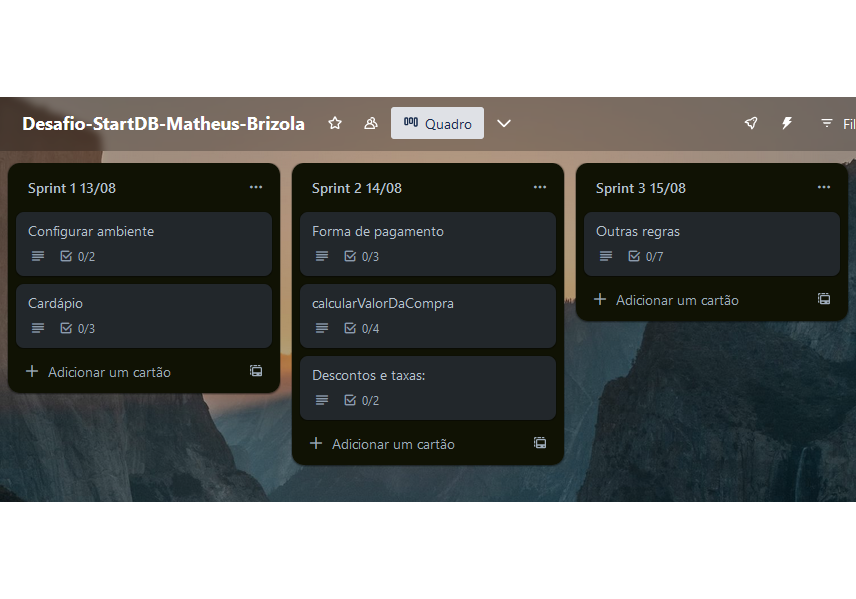 Desafio-StartDB-Matheus-Brizola
Quadro
Fil
Sprint 1 13/08
Configurar ambiente
0/2
Cardápio
0/3
Adicionar um cartão
Sprint 2 14/08
Forma de pagamento
0/3
calcularValorDaCompra
0/4
Descontos e taxas:
0/2
Adicionar um cartão
Sprint 3 15/08
Outras regras
0/7
Adicionar um cartão